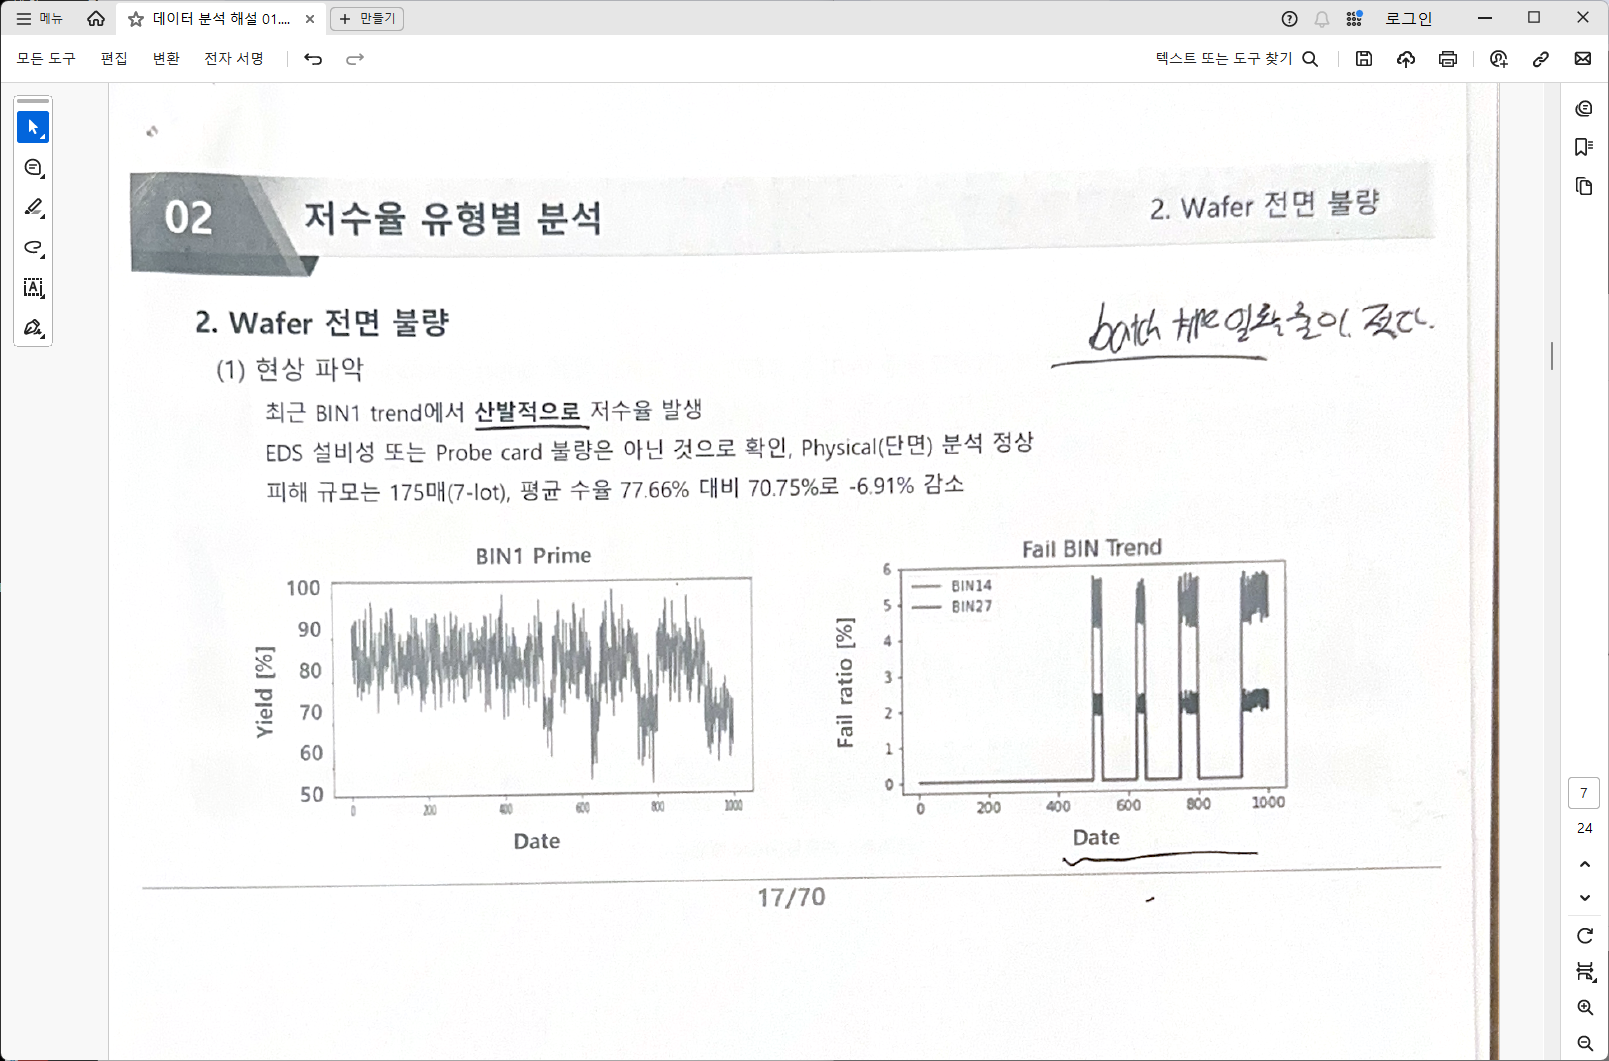 메뉴
데이터 분석 해설 01....
만들기
로그인
모든 도구
편집
변환
전자 서명
텍스트 또는 도구 찾기
02
저수율 유형별 분석
2. Wafer 전면 불량
2. Wafer 전면 불량
batch
(1) 현상 파악
최근 BIN1 trend에서 산발적으로 저수율 발생
EDS 설비성 또는 Probe card 불량은 아닌 것으로 확인, Physical(단면) 분석 정상
피해 규모는 175매(7-lot), 평균 수율 77.66% 대비 70.75%로 -6.91% 감소
BIN1 Prime
Yield [%]
100
90
80
70
60
50
0 200 400 600 800 1000
Date
Fail BIN Trend
Fail ratio [%]
6
5
4
3
2
1
0
BIN14
BIN27
0 200 400 600 800 1000
Date
17/70
7
24